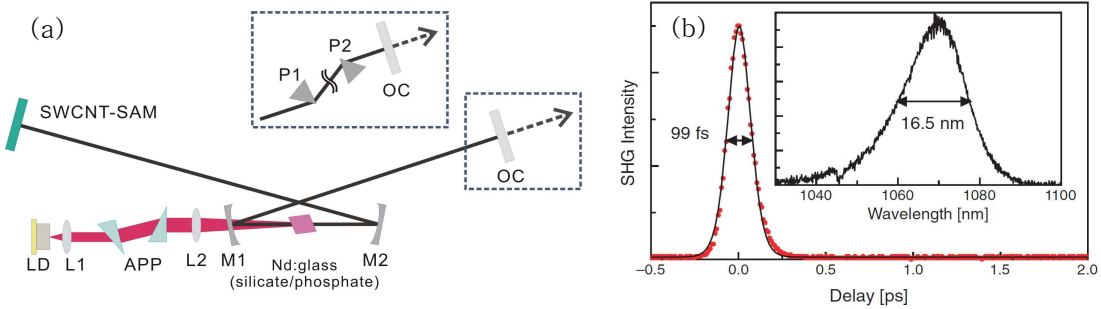 (a)
P1
P2
OC
SWCNT-SAM
OC
LD
L1
APP
L2
M1
Nd:glass
(silicate/phosphate)
M2
(b)
SHG Intensity
99 fs
16.5 nm
1040
1060
1080
1100
Wavelength [nm]
−0.5
0.0
0.5
1.0
1.5
2.0
Delay [ps]